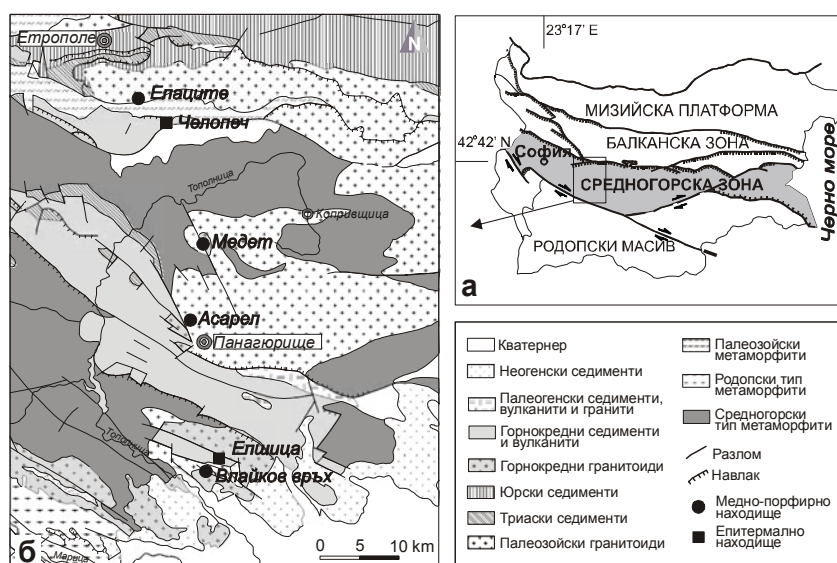 Етрополе
N
Елаците
Челопеч
Тополница
Копривщица
Медет
Асарел
Панагюрище
Тополница
Елшица
Влайков връх
Марица
б
0 5 10 km
23°17' E
42°42' N
МИЗИЙСКА ПЛАТФОРМА
БАЛКАНСКА ЗОНА
София
СРЕДНОГОРСКА ЗОНА
РОДОПСКИ МАСИВ
Черно море
а
Кватернер
Неогенски седименти
Палеогенски седименти,
вулканити и гранити
Горнокредни седименти
и вулканити
Горнокредни гранитоиди
Юрски седименти
Триаски седименти
Палеозойски гранитоиди
Палеозойски
метаморфити
Родопски тип
метаморфити
Средногорски
тип метаморфити
Разлом
Навлак
Медно-порфирно
находище
Епитермално
находище